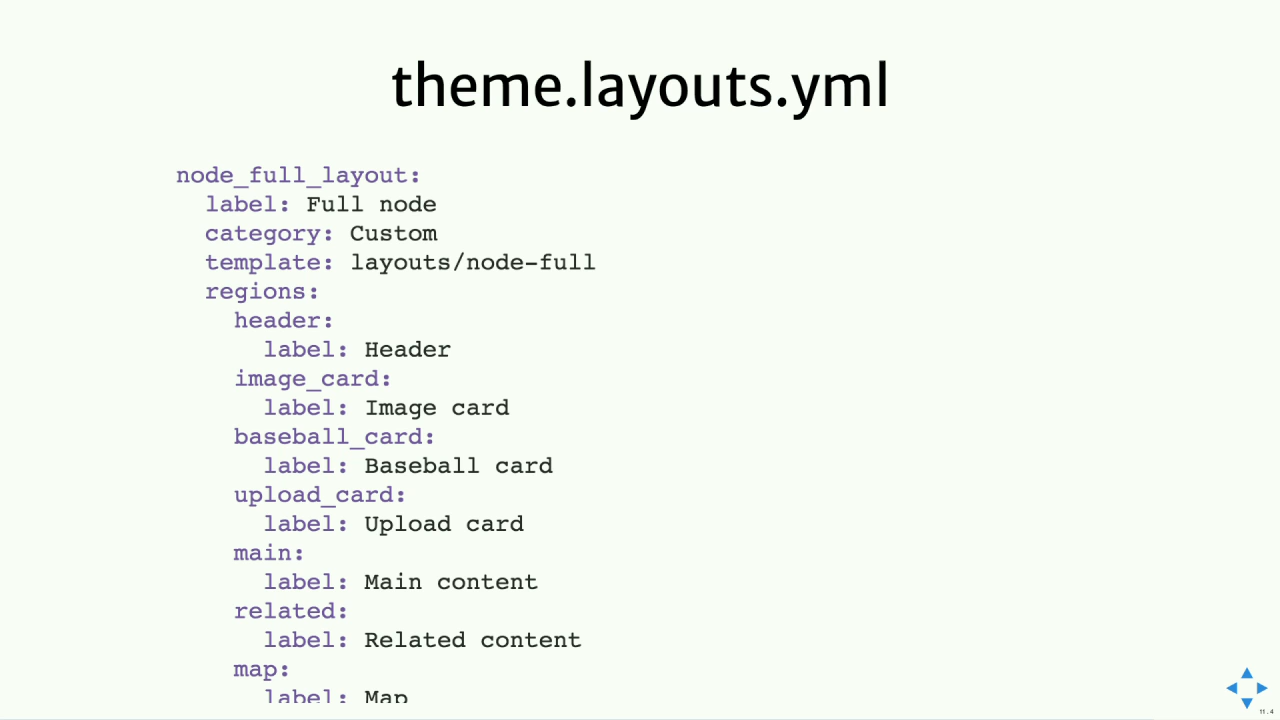 theme.layouts.yml
node_full_layout:
  label: Full node
  category: Custom
  template: layouts/node-full
  regions:
    header:
      label: Header
    image_card:
      label: Image card
    baseball_card:
      label: Baseball card
    upload_card:
      label: Upload card
    main:
      label: Main content
    related:
      label: Related content
    map:
      label: Map
11.4